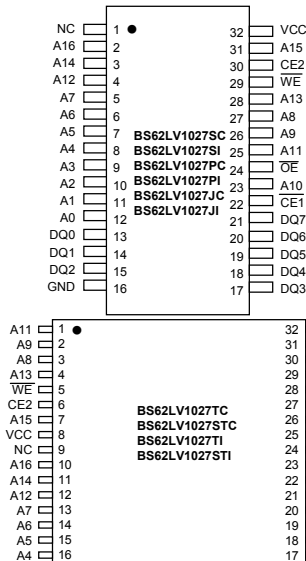 NC 1 32 VCC
A16 2 31 A15
A14 3 30 CE2
A12 4 29 WE
A7 5 28 A13
A6 6 27 A8
A5 7 BS62LV1027SC 26 A9
A4 8 BS62LV1027SI 25 A11
A3 9 BS62LV1027PC 24 OE
A2 10 BS62LV1027PI 23 A10
A1 11 BS62LV1027JC 22 CE1
A0 12 BS62LV1027JI 21 DQ7
DQ0 13 20 DQ6
DQ1 14 19 DQ5
DQ2 15 18 DQ4
GND 16 17 DQ3
A11 1 32
A9 2 31
A8 3 30
A13 4 29
WE 5 28
CE2 6 27
A15 7 BS62LV1027TC 26
VCC 8 BS62LV1027STC 25
NC 9 BS62LV1027TI 24
A16 10 BS62LV1027STI 23
A14 11 22
A12 12 21
A7 13 20
A6 14 19
A5 15 18
A4 16 17